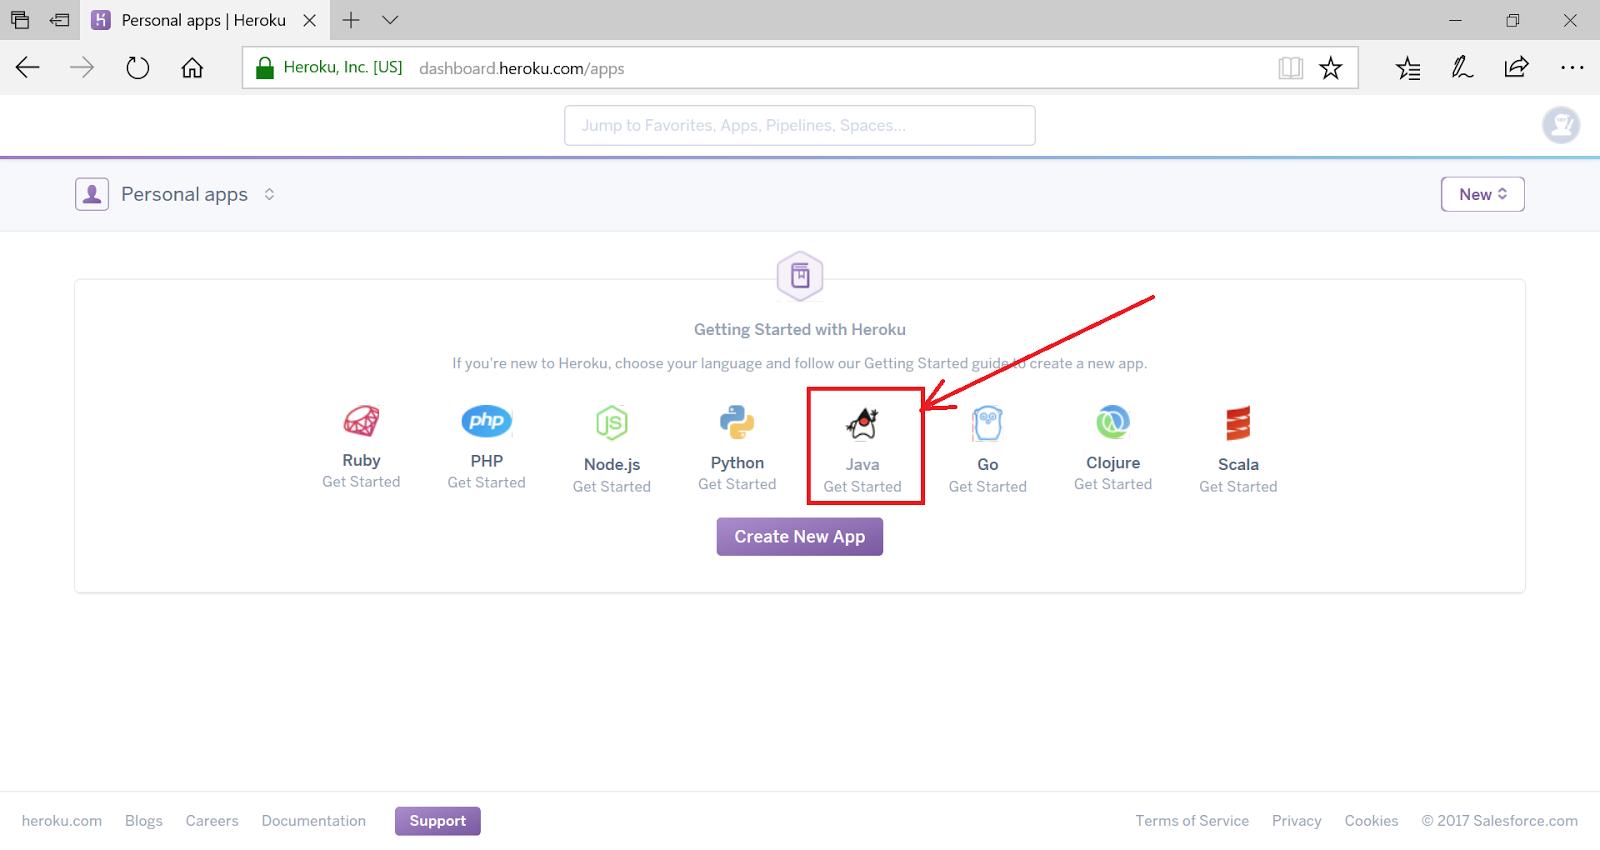 Personal apps | Heroku
Heroku, Inc. [US] dashboard.heroku.com/apps
Jump to Favorites, Apps, Pipelines, Spaces...
Personal apps
New
Getting Started with Heroku
If you're new to Heroku, choose your language and follow our Getting Started guide to create a new app.
php
JS
Ruby PHP Node.js Python Java Go Clojure Scala
Get Started Get Started Get Started Get Started Get Started Get Started Get Started Get Started
Create New App
heroku.com Blogs Careers Documentation Support Terms of Service Privacy Cookies © 2017 Salesforce.com